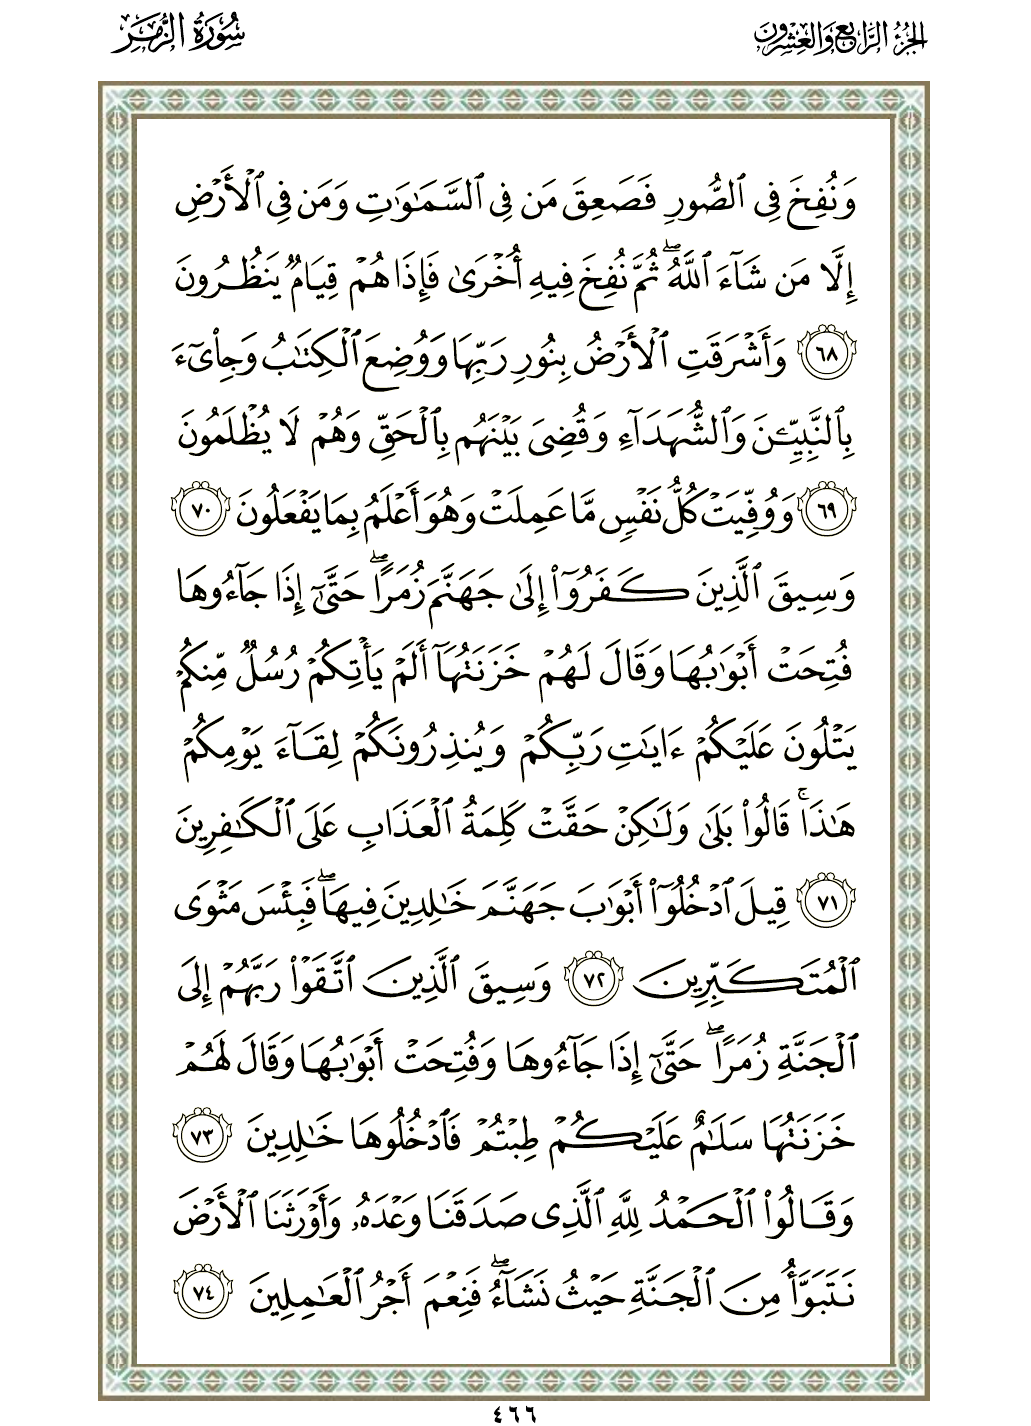 الجزء الرابع والعشرون
سورة الزمر
وَنُفِخَ فِى ٱلصُّورِ فَصَعِقَ مَن فِى ٱلسَّمَـٰوَٰتِ وَمَن فِى ٱلْأَرْضِ
إِلَّا مَن شَآءَ ٱللَّهُ ۖ ثُمَّ نُفِخَ فِيهِ أُخْرَىٰ فَإِذَا هُمْ قِيَامٌ يَنظُرُونَ
٦٨ وَأَشْرَقَتِ ٱلْأَرْضُ بِنُورِ رَبِّهَا وَوُضِعَ ٱلْكِتَـٰبُ وَجِا۟ىٓءَ
بِٱلنَّبِيِّـۧنَ وَٱلشُّهَدَآءِ وَقُضِىَ بَيْنَهُم بِٱلْحَقِّ وَهُمْ لَا يُظْلَمُونَ
٦٩ وَوُفِّيَتْ كُلُّ نَفْسٍ مَّا عَمِلَتْ وَهُوَ أَعْلَمُ بِمَا يَفْعَلُونَ ٧٠
وَسِيقَ ٱلَّذِينَ كَفَرُوٓا۟ إِلَىٰ جَهَنَّمَ زُمَرًا ۖ حَتَّىٰٓ إِذَا جَآءُوهَا
فُتِحَتْ أَبْوَٰبُهَا وَقَالَ لَهُمْ خَزَنَتُهَآ أَلَمْ يَأْتِكُمْ رُسُلٌ مِّنكُمْ
يَتْلُونَ عَلَيْكُمْ ءَايَـٰتِ رَبِّكُمْ وَيُنذِرُونَكُمْ لِقَآءَ يَوْمِكُمْ
هَـٰذَا ۚ قَالُوا۟ بَلَىٰ وَلَـٰكِنْ حَقَّتْ كَلِمَةُ ٱلْعَذَابِ عَلَى ٱلْكَـٰفِرِينَ
٧١ قِيلَ ٱدْخُلُوٓا۟ أَبْوَٰبَ جَهَنَّمَ خَـٰلِدِينَ فِيهَا ۖ فَبِئْسَ مَثْوَى
ٱلْمُتَكَبِّرِينَ ٧٢ وَسِيقَ ٱلَّذِينَ ٱتَّقَوْا۟ رَبَّهُمْ إِلَى
ٱلْجَنَّةِ زُمَرًا ۖ حَتَّىٰٓ إِذَا جَآءُوهَا وَفُتِحَتْ أَبْوَٰبُهَا وَقَالَ لَهُمْ
خَزَنَتُهَا سَلَـٰمٌ عَلَيْكُمْ طِبْتُمْ فَٱدْخُلُوهَا خَـٰلِدِينَ ٧٣
وَقَالُوا۟ ٱلْحَمْدُ لِلَّهِ ٱلَّذِى صَدَقَنَا وَعْدَهُۥ وَأَوْرَثَنَا ٱلْأَرْضَ
نَتَبَوَّأُ مِنَ ٱلْجَنَّةِ حَيْثُ نَشَآءُ ۖ فَنِعْمَ أَجْرُ ٱلْعَـٰمِلِينَ ٧٤
٤٦٦